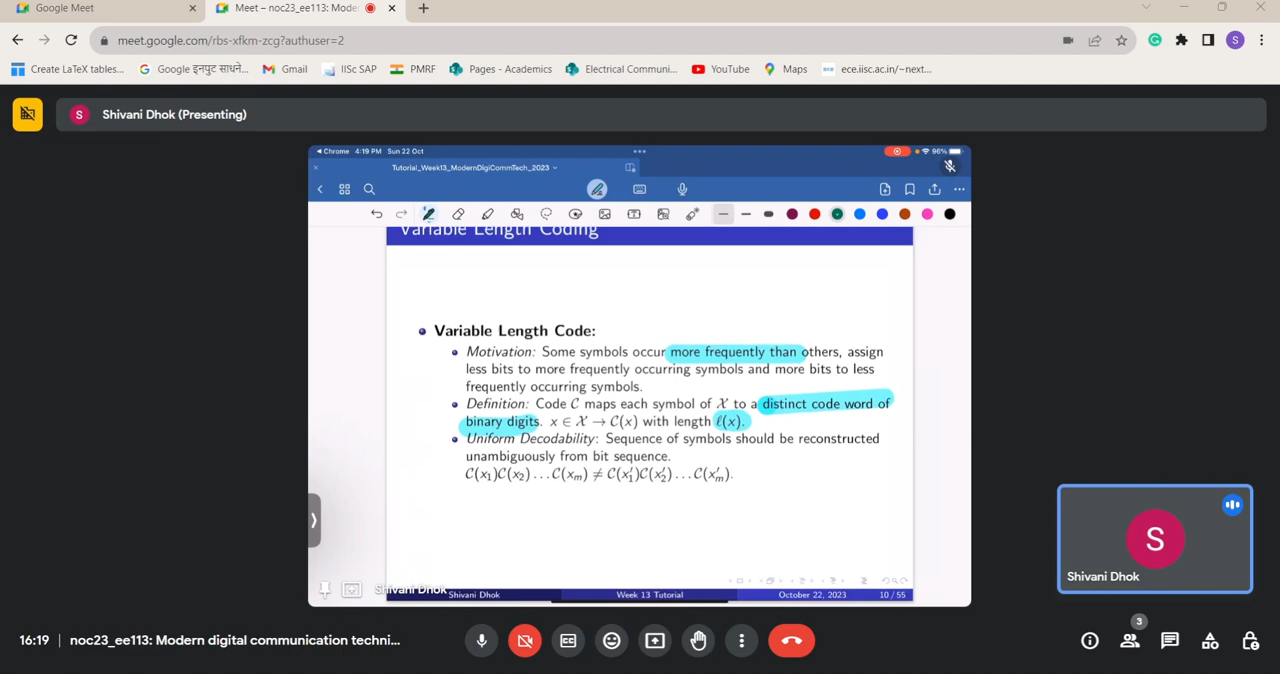 Google Meet
Meet – noc23_ee113: Mode
meet.google.com/rbs-xfkm-zcg?authuser=2
S
Create LaTeX tables...
Google इनपुट साधने...
Gmail
IISc SAP
PMRF
Pages - Academics
Electrical Communi...
YouTube
Maps
ece.iisc.ac.in/~next...
S
Shivani Dhok (Presenting)
Chrome 4:19 PM Sun 22 Oct
96%
Tutorial_Week13_ModernDigiCommTech_2023
Variable Length Coding
Variable Length Code:
Motivation: Some symbols occur more frequently than others, assign
less bits to more frequently occurring symbols and more bits to less
frequently occurring symbols.
Definition: Code C maps each symbol of X to a distinct code word of
binary digits. x ∈ X → C(x) with length ℓ(x).
Uniform Decodability: Sequence of symbols should be reconstructed
unambiguously from bit sequence.
C(x₁)C(x₂) . . . C(xₘ) ≠ C(x₁′)C(x₂′) . . . C(xₘ′).
Shivani Dhok
Shivani Dhok
Week 13 Tutorial
October 22, 2023
10 / 55
S
Shivani Dhok
16:19
noc23_ee113: Modern digital communication techni...
CC
3